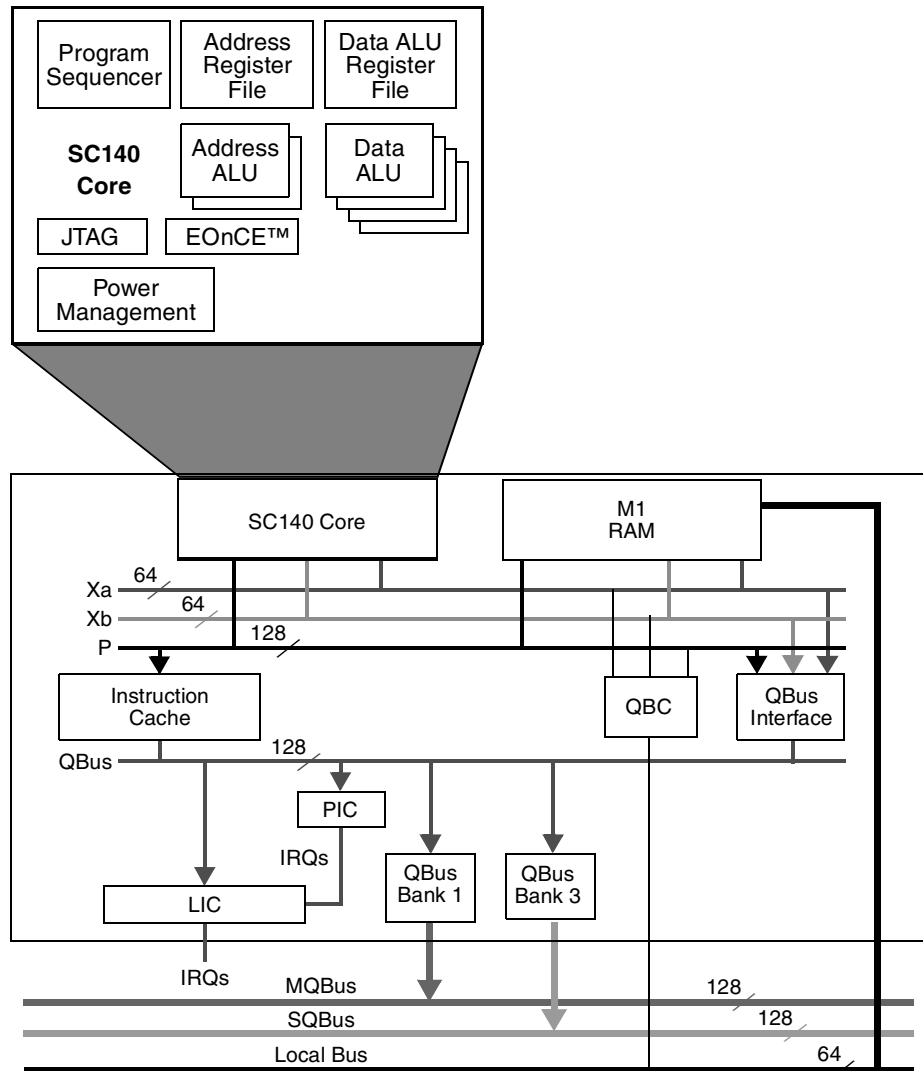 Program
Sequencer
Address
Register
File
Data ALU
Register
File
SC140
Core
Address
ALU
Data
ALU
JTAG
EOnCE™
Power
Management
SC140 Core
M1
RAM
Xa
64
Xb
64
P
128
Instruction
Cache
QBC
QBus
Interface
QBus
128
PIC
IRQs
QBus
Bank 1
QBus
Bank 3
LIC
IRQs
MQBus
128
SQBus
128
Local Bus
64